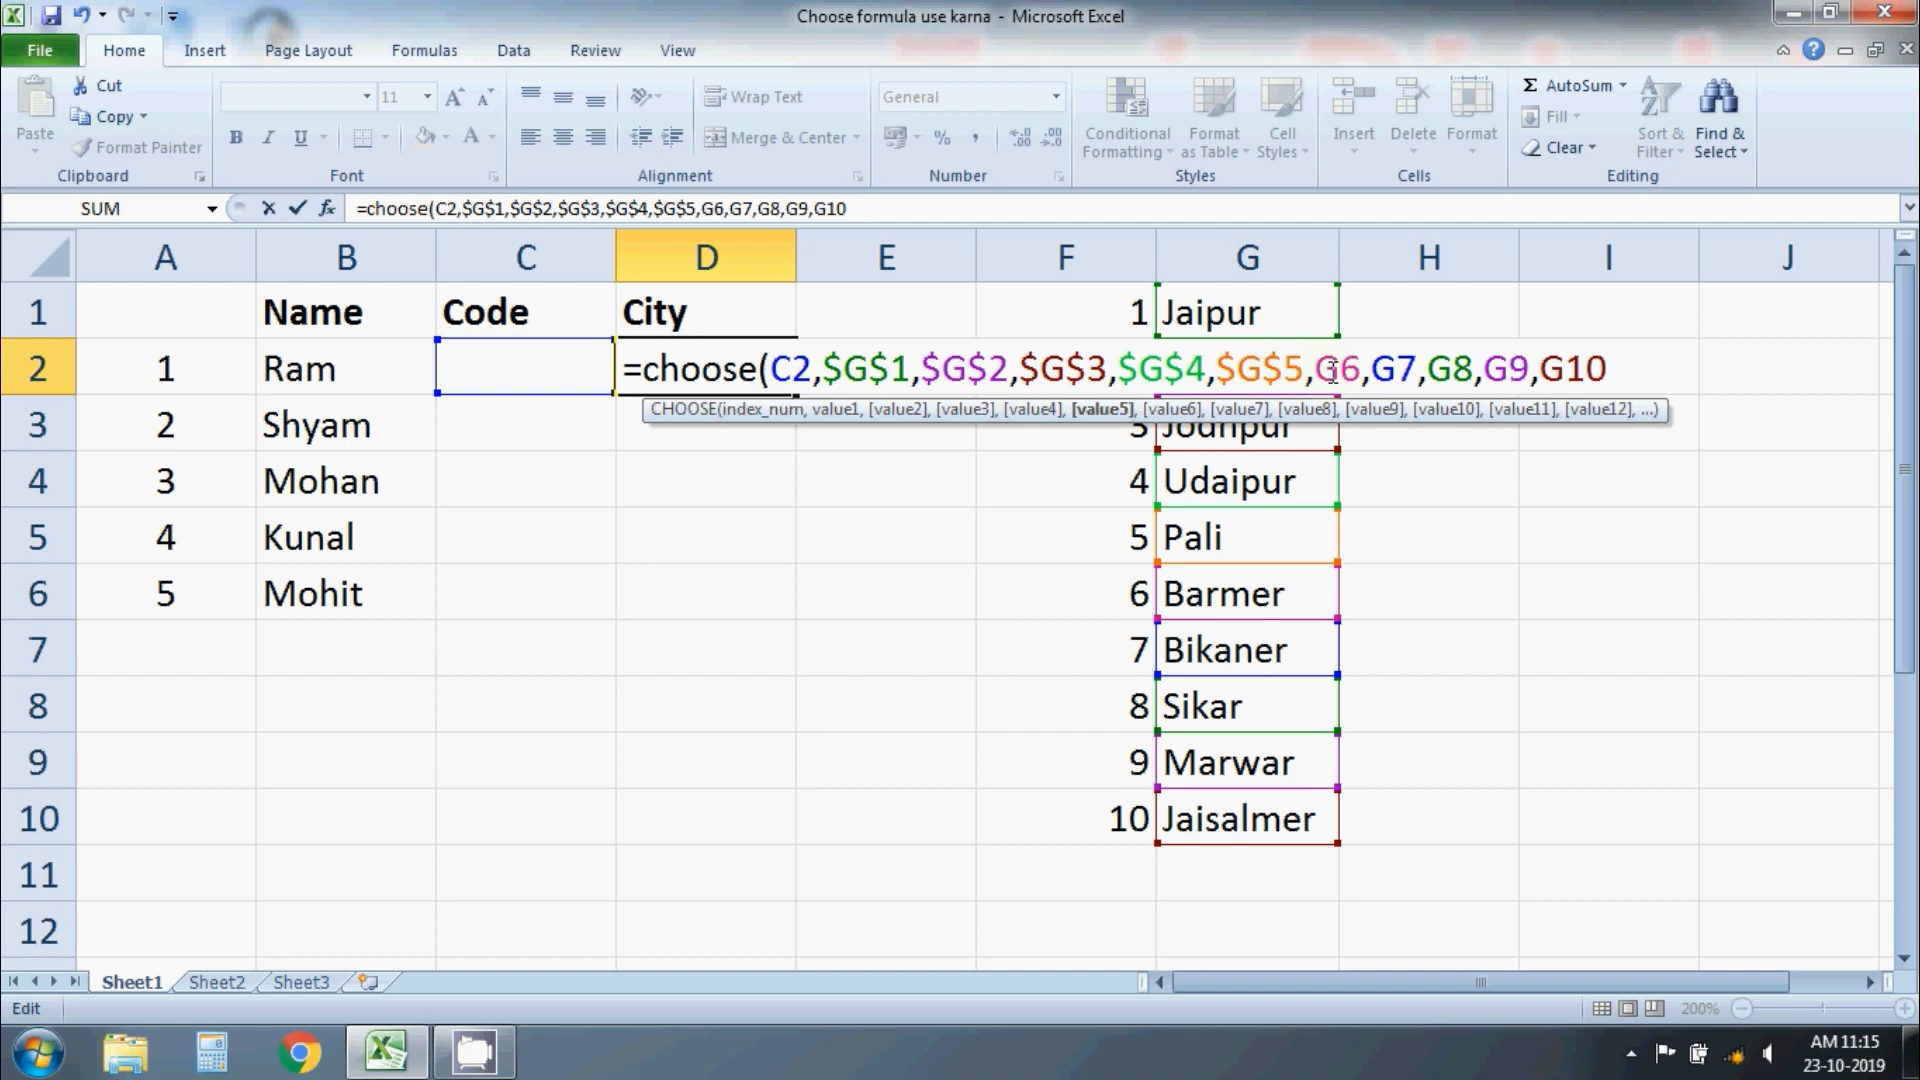 Choose formula use karna - Microsoft Excel
File Home Insert Page Layout Formulas Data Review View
Paste
Cut
Copy
Format Painter
Clipboard
11
B I U
Font
Wrap Text
Merge & Center
Alignment
General
% ,
Number
Conditional Formatting
Format as Table
Cell Styles
Styles
Insert Delete Format
Cells
Σ AutoSum
Fill
Clear
Sort & Filter
Find & Select
Editing
SUM
fx
=choose(C2,$G$1,$G$2,$G$3,$G$4,$G$5,G6,G7,G8,G9,G10
A B C D E F G H I J
1 Name Code City 1 Jaipur
2 1 Ram =choose(C2,$G$1,$G$2,$G$3,$G$4,$G$5,G6,G7,G8,G9,G10
CHOOSE(index_num, value1, [value2], [value3], [value4], [value5], [value6], [value7], [value8], [value9], [value10], [value11], [value12], ...)
3 2 Shyam 3 Jodhpur
4 3 Mohan 4 Udaipur
5 4 Kunal 5 Pali
6 5 Mohit 6 Barmer
7 7 Bikaner
8 8 Sikar
9 9 Marwar
10 10 Jaisalmer
11
12
Sheet1 Sheet2 Sheet3
Edit
200%
AM 11:15
23-10-2019